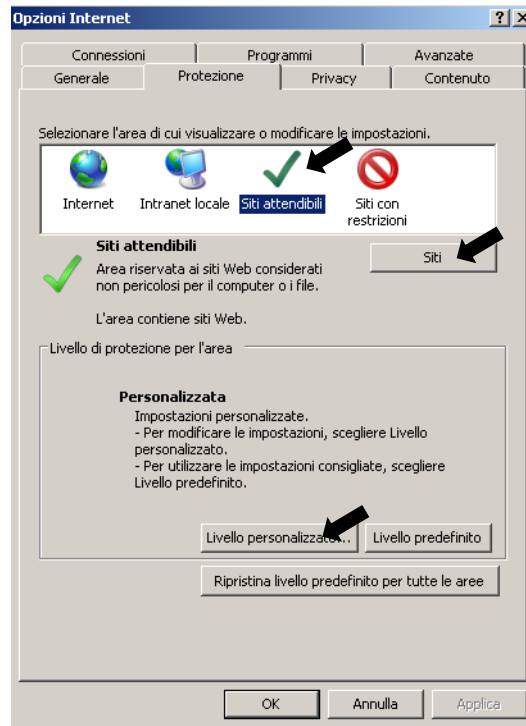 Opzioni Internet
Connessioni Programmi Avanzate
Generale Protezione Privacy Contenuto
Selezionare l'area di cui visualizzare o modificare le impostazioni.
Internet Intranet locale Siti attendibili Siti con
restrizioni
Siti attendibili
Siti
Area riservata ai siti Web considerati
non pericolosi per il computer o i file.
L'area contiene siti Web.
Livello di protezione per l'area
Personalizzata
Impostazioni personalizzate.
- Per modificare le impostazioni, scegliere Livello
personalizzato.
- Per utilizzare le impostazioni consigliate, scegliere
Livello predefinito.
Livello personalizzato... Livello predefinito
Ripristina livello predefinito per tutte le aree
OK Annulla Applica